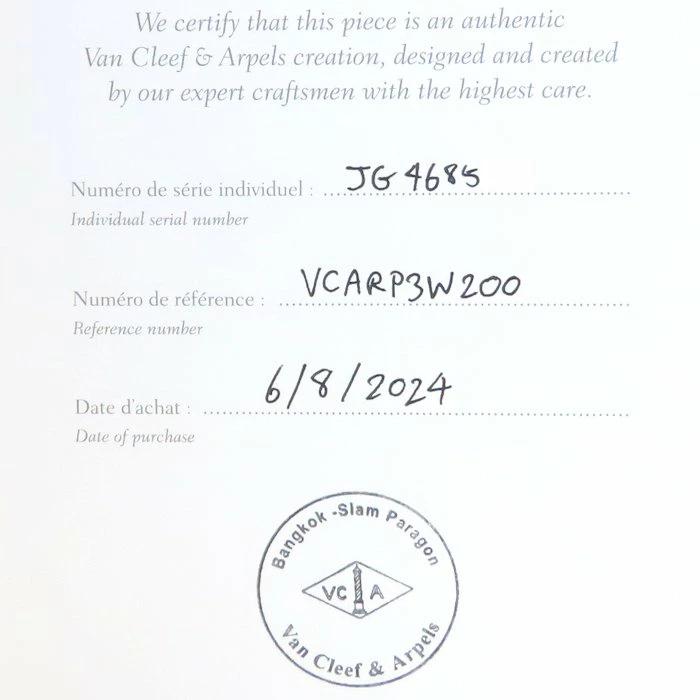 We certify that this piece is an authentic
Van Cleef & Arpels creation, designed and created
by our expert craftsmen with the highest care.
Numéro de série individuel : JG 4685
Individual serial number
Numéro de référence : VCARP3W200
Reference number
Date d'achat : 6/8/2024
Date of purchase
Bangkok -Siam Paragon
VC A
Van Cleef & Arpels